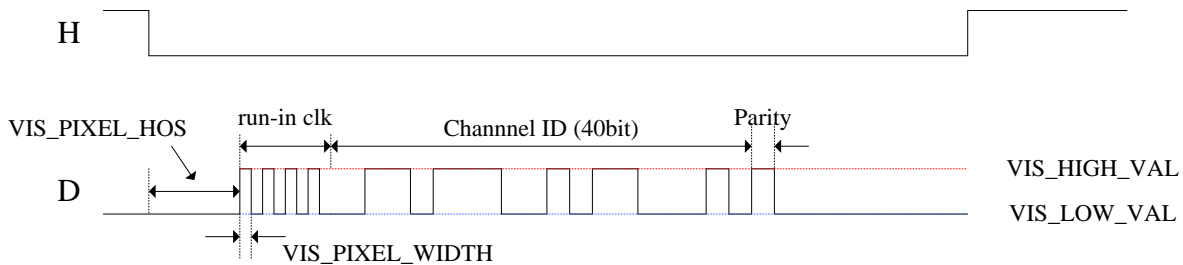 H
VIS_PIXEL_HOS
run-in clk
Channnel ID (40bit)
Parity
VIS_HIGH_VAL
D
VIS_LOW_VAL
VIS_PIXEL_WIDTH